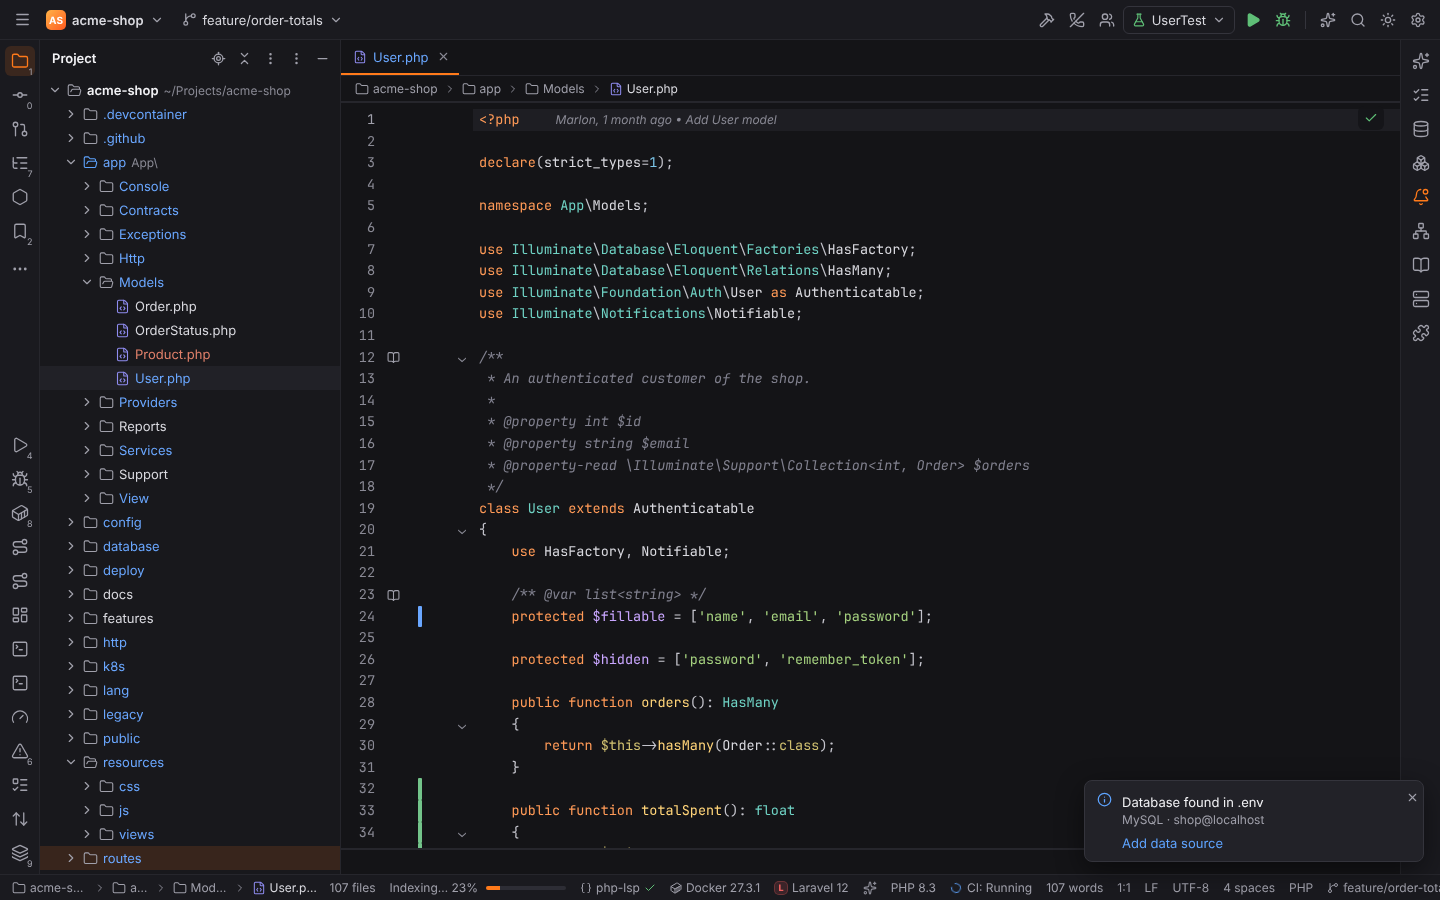 AS acme-shop feature/order-totals UserTest
Project
User.php
acme-shop app Models User.php
acme-shop ~/Projects/acme-shop
.devcontainer
.github
app App\
Console
Contracts
Exceptions
Http
Models
Order.php
OrderStatus.php
Product.php
User.php
Providers
Reports
Services
Support
View
config
database
deploy
docs
features
http
k8s
lang
legacy
public
resources
css
js
views
routes
1
0
7
2
4
5
8
6
9
1 <?php Marlon, 1 month ago • Add User model
2
3 declare(strict_types=1);
4
5 namespace App\Models;
6
7 use Illuminate\Database\Eloquent\Factories\HasFactory;
8 use Illuminate\Database\Eloquent\Relations\HasMany;
9 use Illuminate\Foundation\Auth\User as Authenticatable;
10 use Illuminate\Notifications\Notifiable;
11
12 /**
13 * An authenticated customer of the shop.
14 *
15 * @property int $id
16 * @property string $email
17 * @property-read \Illuminate\Support\Collection<int, Order> $orders
18 */
19 class User extends Authenticatable
20 {
21 use HasFactory, Notifiable;
22
23 /** @var list<string> */
24 protected $fillable = ['name', 'email', 'password'];
25
26 protected $hidden = ['password', 'remember_token'];
27
28 public function orders(): HasMany
29 {
30 return $this->hasMany(Order::class);
31 }
32
33 public function totalSpent(): float
34 {
Database found in .env
MySQL · shop@localhost
Add data source
acme-s... a... Mod... User.p... 107 files Indexing... 23% {} php-lsp Docker 27.3.1 L Laravel 12 PHP 8.3 CI: Running 107 words 1:1 LF UTF-8 4 spaces PHP feature/order-tot